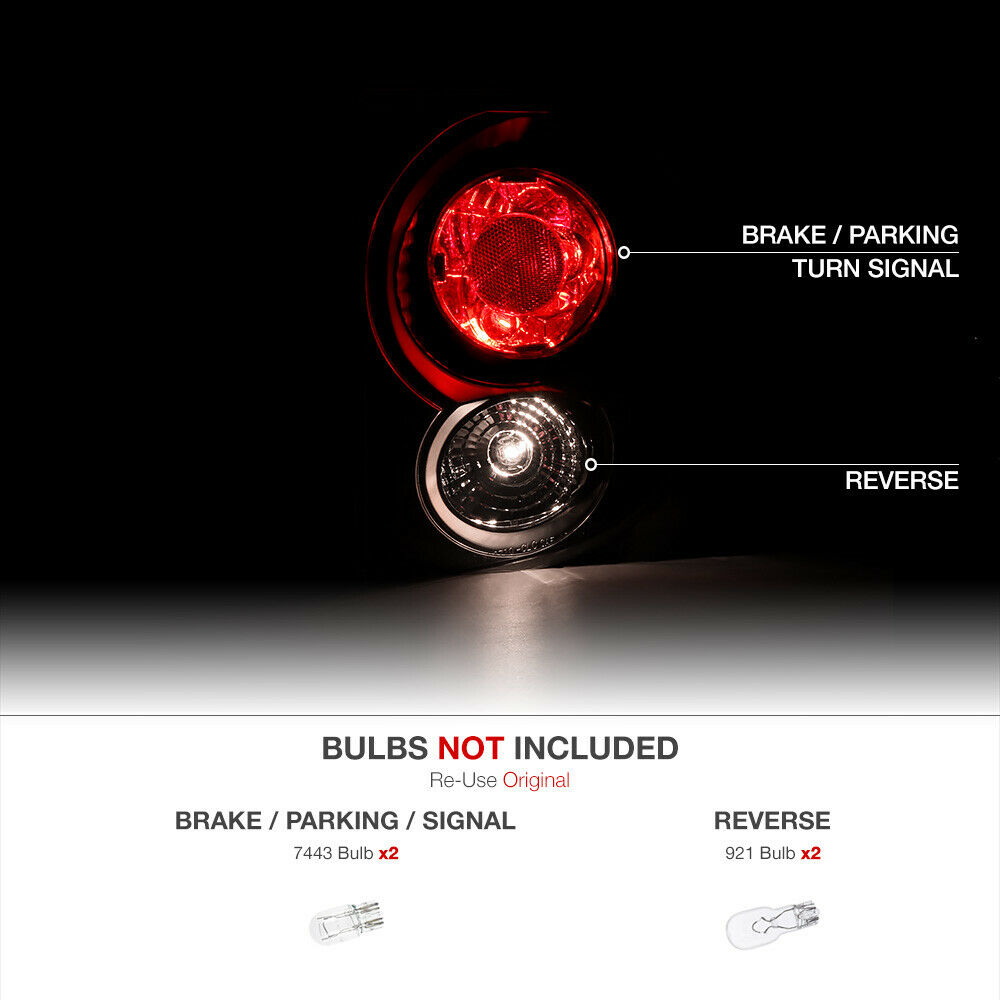 BRAKE / PARKING
TURN SIGNAL
REVERSE
BULBS NOT INCLUDED
Re-Use Original
BRAKE / PARKING / SIGNAL
7443 Bulb x2
REVERSE
921 Bulb x2